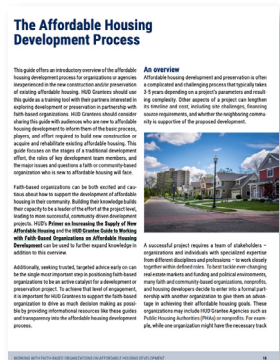 The Affordable Housing
Development Process
This guide offers an introductory overview of the affordable
housing development process for organizations or agencies
inexperienced in the new construction and/or preservation
of existing affordable housing. HUD Grantees should use
this guide as a training tool with their partners interested in
exploring development or preservation in partnership with
faith-based organizations. HUD Grantees should consider
sharing this guide with audiences who are new to affordable
housing development to inform them of the basic process,
players, and effort required to build new construction or
acquire and rehabilitate existing affordable housing. This
guide focuses on the stages of a traditional development
effort, the roles of key development team members, and
the major issues and questions a faith or community-based
organization who is new to affordable housing will face.
Faith-based organizations can be both excited and cau-
tious about how to support the development of affordable
housing in their community. Building their knowledge builds
their capacity to be a leader of the effort at the project level,
leading to more successful, community driven development
projects. HUD's Primer on Increasing the Supply of New
Affordable Housing and the HUD Grantee Guide to Working
with Faith-Based Organizations on Affordable Housing
Development can be used to further expand knowledge in
addition to this overview.
Additionally, seeking trusted, targeted advice early on can
be the single most important step in positioning faith-based
organizations to be an active catalyst for a development or
preservation project. To achieve that level of engagement,
it is important for HUD Grantees to support the faith-based
organization to drive as much decision making as possi-
ble by providing informational resources like these guides
and transparency into the affordable housing development
process.
An overview
Affordable housing development and preservation is often
a complicated and challenging process that typically takes
3-5 years depending on a project's parameters and result-
ing complexity. Other aspects of a project can lengthen
its timeline and cost, including site challenges, financing
source requirements, and whether the neighboring commu-
nity is supportive of the proposed development.
A successful project requires a team of stakeholders –
organizations and individuals with specialized expertise
from different disciplines and professions – to work closely
together within defined roles. To best tackle ever-changing
real estate markets and funding and political environments,
many faith and community-based organizations, nonprofits,
and housing developers decide to enter into a formal part-
nership with another organization to give them an advan-
tage in achieving their affordable housing goals. These
organizations may include HUD Grantee Agencies such as
Public Housing Authorities (PHAs) or nonprofits. For exam-
ple, while one organization might have the necessary track
WORKING WITH FAITH-BASED ORGANIZATIONS ON AFFORDABLE HOUSING DEVELOPMENT